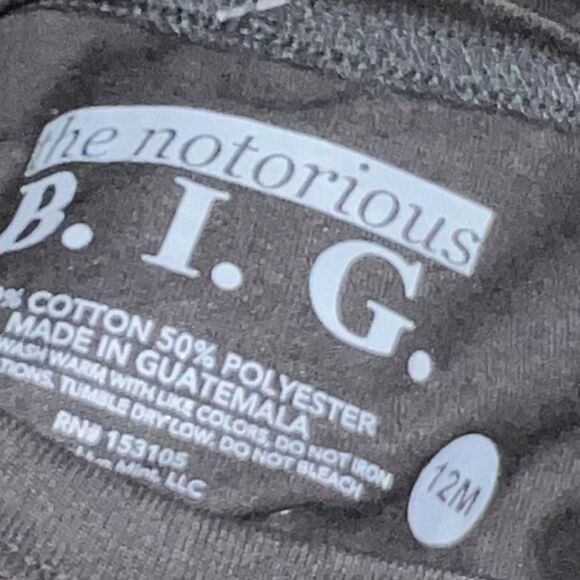 the notorious
B. I. G.
% COTTON 50% POLYESTER
MADE IN GUATEMALA
WASH WARM WITH LIKE COLORS, DO NOT IRON
TUMBLE DRY LOW, DO NOT BLEACH
RN# 153105
LLC
12M